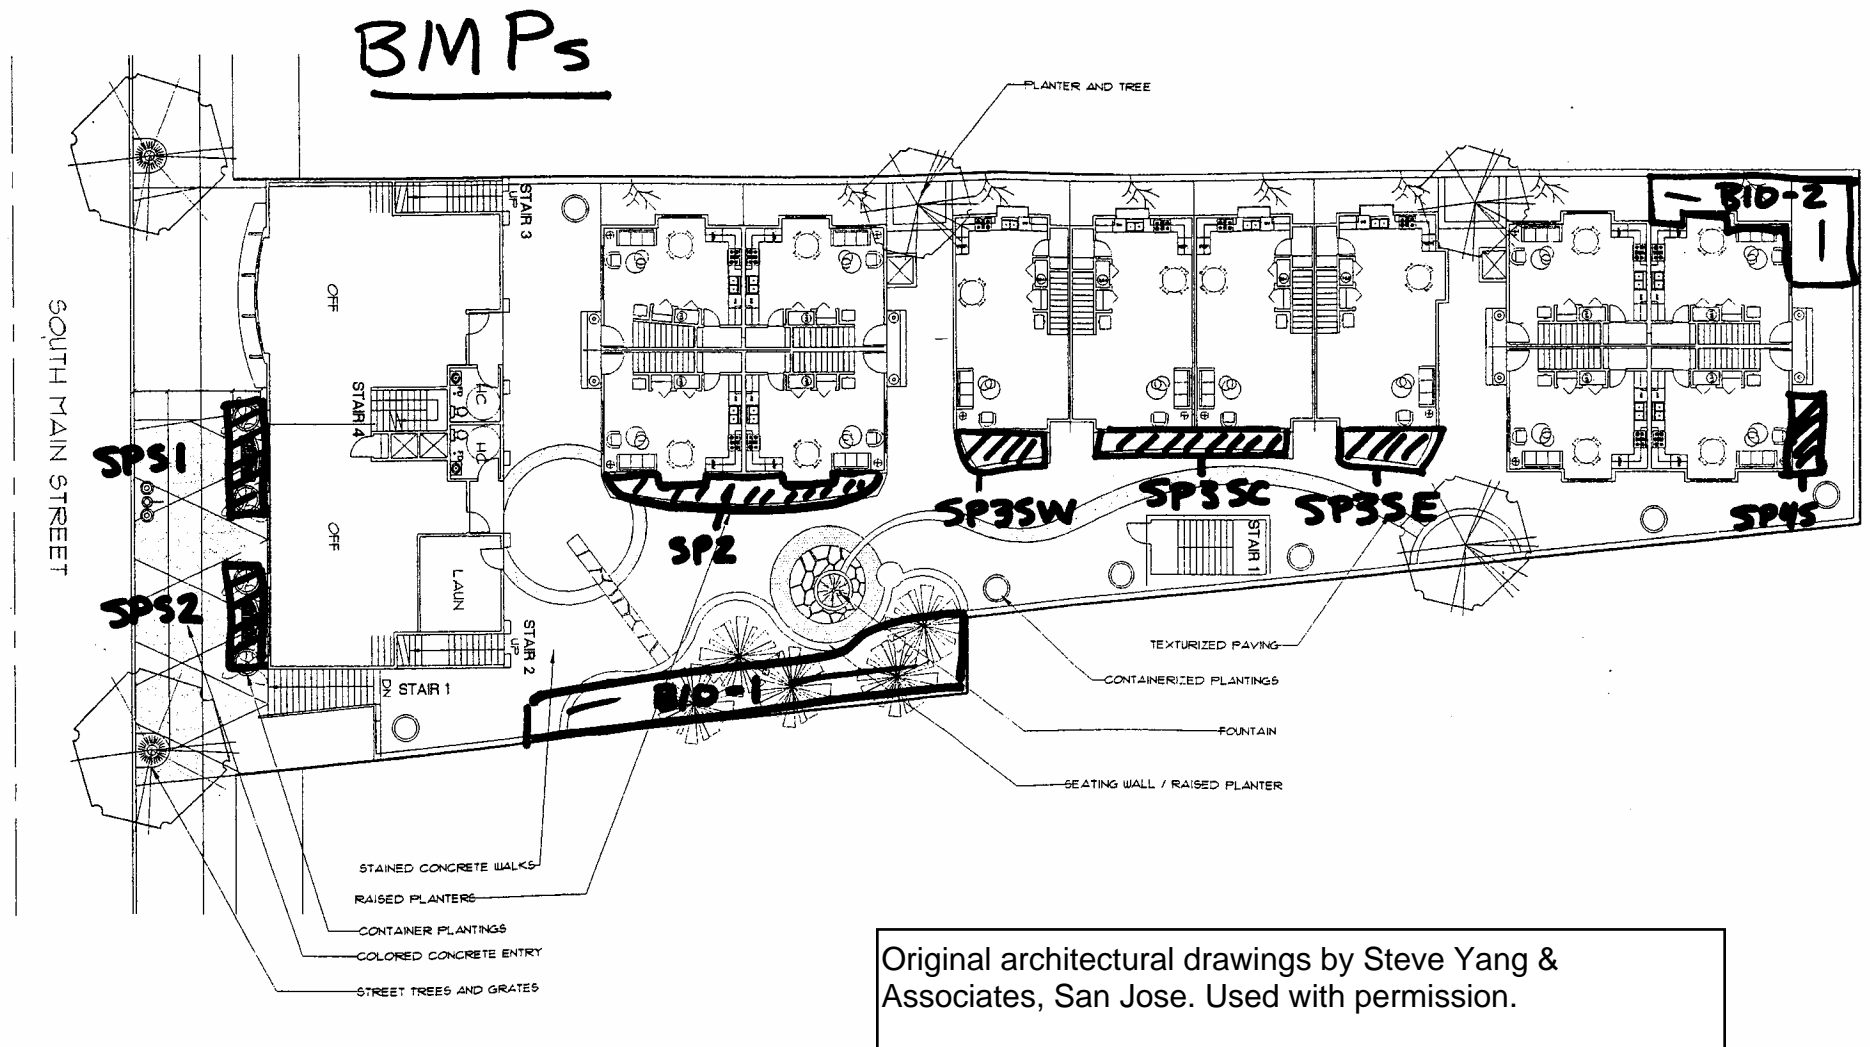 BMPs
PLANTER AND TREE
STAIR 3
UP
BIO-2
OFF
SOUTH MAIN STREET
STAIR 4
HC
HC
SPS1
OFF
SP3SW
SP3SC
SP3SE
SP4S
SP2
STAIR 1
LAUN
SPS2
STAIR 2
UP
TEXTURIZED PAVING
CONTAINERIZED PLANTINGS
DN
STAIR 1
BIO-1
FOUNTAIN
SEATING WALL / RAISED PLANTER
STAINED CONCRETE WALKS
RAISED PLANTERS
CONTAINER PLANTINGS
COLORED CONCRETE ENTRY
STREET TREES AND GRATES
Original architectural drawings by Steve Yang &
Associates, San Jose. Used with permission.